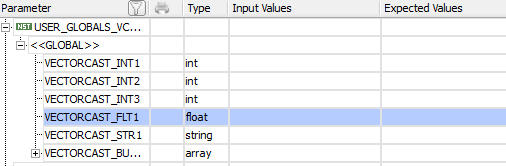 Parameter Type Input Values Expected Values
HST USER_GLOBALS_VC...
<<GLOBAL>>
VECTORCAST_INT1 int
VECTORCAST_INT2 int
VECTORCAST_INT3 int
VECTORCAST_FLT1 float
VECTORCAST_STR1 string
VECTORCAST_BU... array